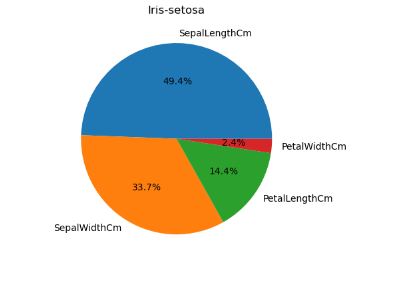 Iris-setosa
SepalLengthCm
49.4%
2.4%
PetalWidthCm
14.4%
33.7%
PetalLengthCm
SepalWidthCm